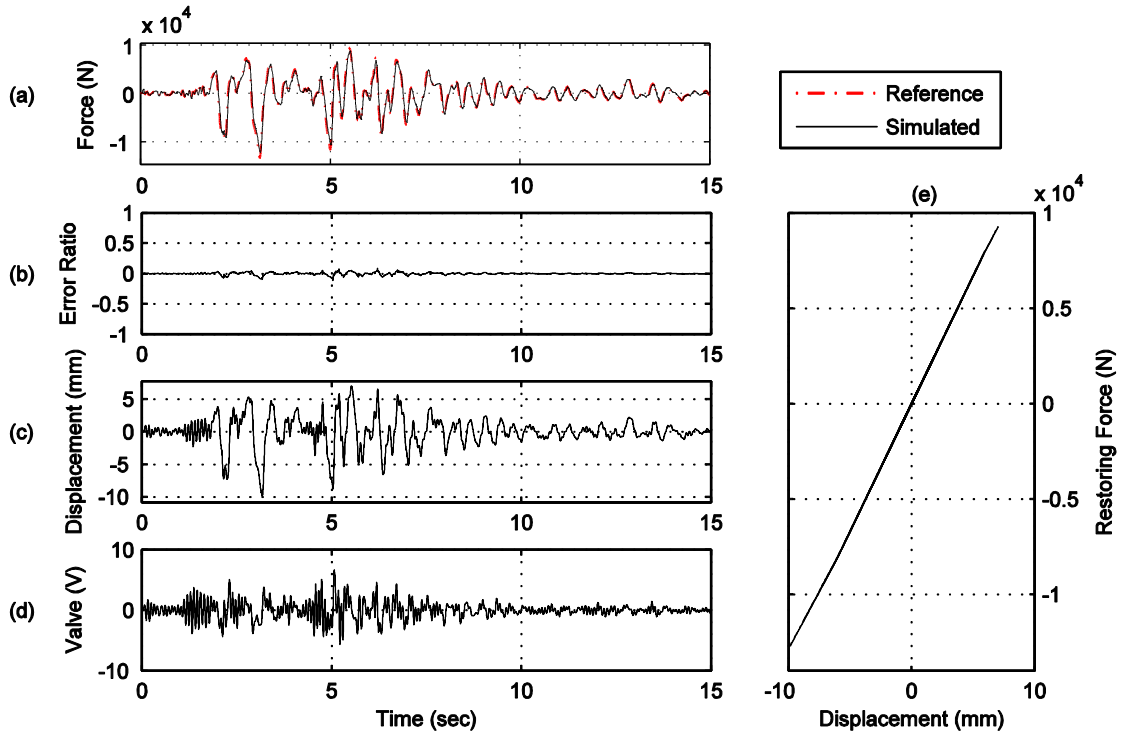 x 10^4
(a)
Force (N)
1
0
-1
0 5 10 15
Reference
Simulated
(b)
Error Ratio
1
0.5
0
-0.5
-1
0 5 10 15
(c)
Displacement (mm)
5
0
-5
-10
0 5 10 15
(d)
Valve (V)
10
0
-10
0 5 10 15
Time (sec)
(e)
x 10^4
1
0.5
0
-0.5
-1
Restoring Force (N)
-10 0 10
Displacement (mm)